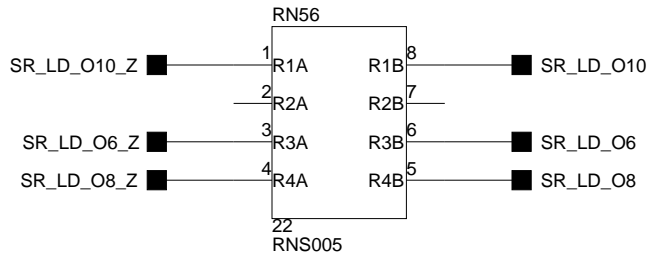 RN56
1 8
SR_LD_O10_Z R1A R1B SR_LD_O10
2 7
R2A R2B
3 6
SR_LD_O6_Z R3A R3B SR_LD_O6
4 5
SR_LD_O8_Z R4A R4B SR_LD_O8
22
RNS005